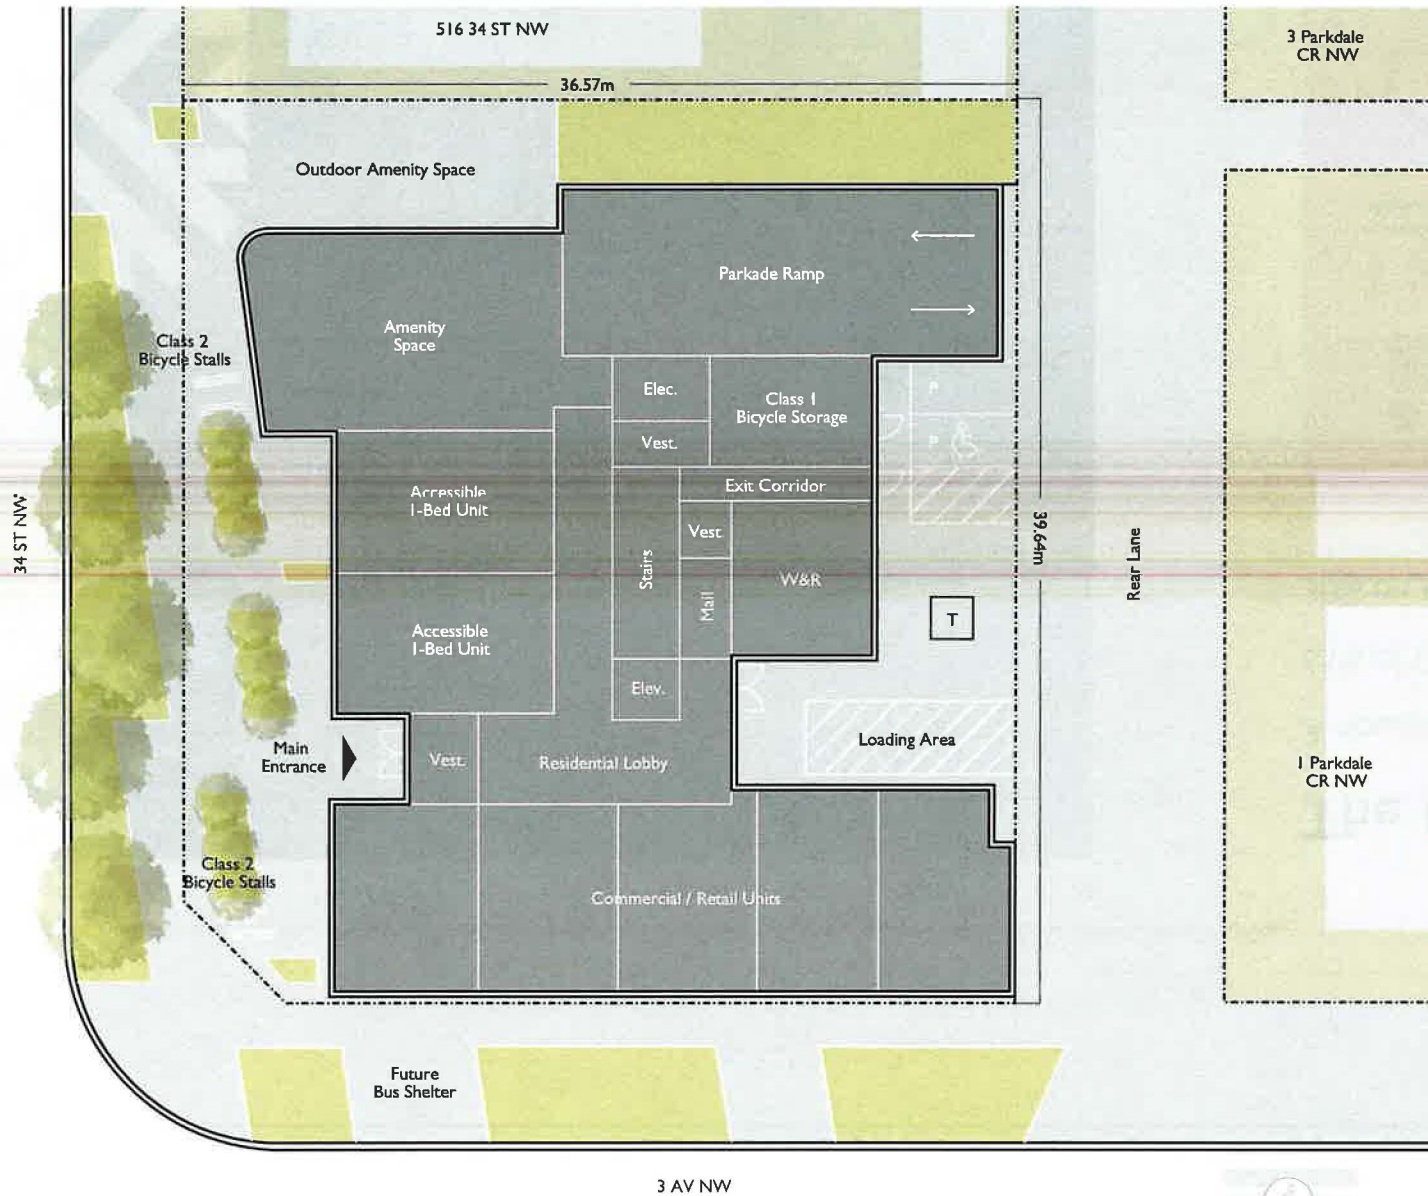 516 34 ST NW
3 Parkdale
CR NW
36.57m
Outdoor Amenity Space
Parkade Ramp
Amenity
Space
Class 2
Bicycle Stalls
Elec.
Class 1
Bicycle Storage
P
Vest.
P
Accessible
1-Bed Unit
Exit Corridor
34 ST NW
Stairs
Vest.
39.64m
Rear Lane
W&R
Mail
T
Accessible
1-Bed Unit
Elev.
Main
Entrance
Vest.
Residential Lobby
Loading Area
1 Parkdale
CR NW
Class 2
Bicycle Stalls
Commercial / Retail Units
Future
Bus Shelter
3 AV NW